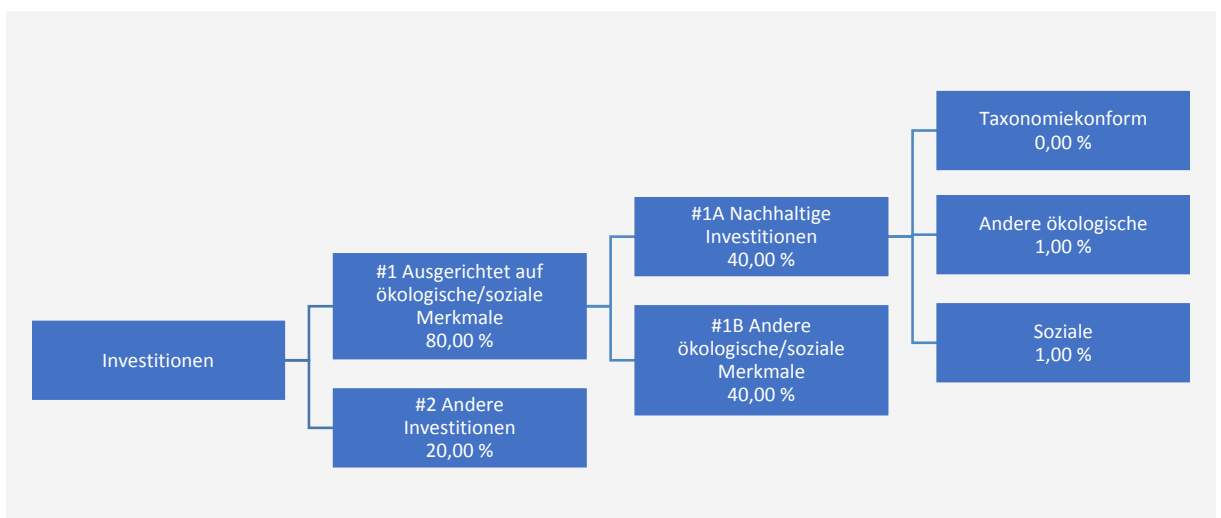 Investitionen
#1 Ausgerichtet auf
ökologische/soziale
Merkmale
80,00 %
#2 Andere
Investitionen
20,00 %
#1A Nachhaltige
Investitionen
40,00 %
#1B Andere
ökologische/soziale
Merkmale
40,00 %
Taxonomiekonform
0,00 %
Andere ökologische
1,00 %
Soziale
1,00 %